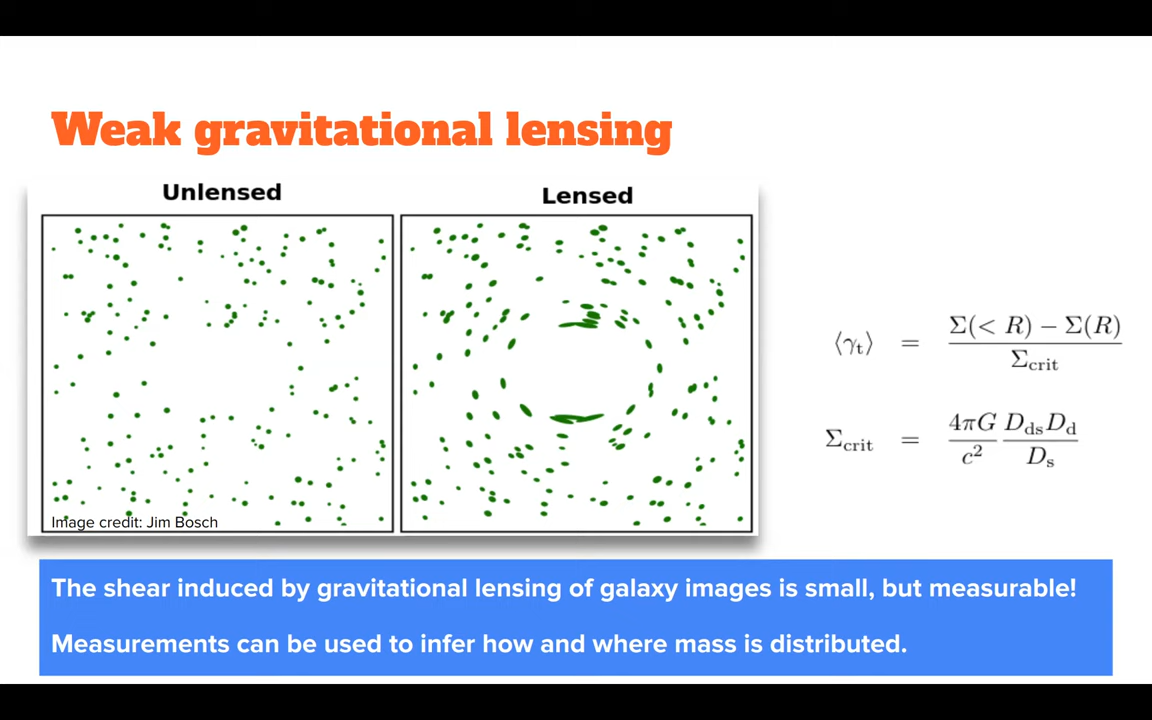 Weak gravitational lensing
Unlensed
Lensed
Image credit: Jim Bosch
⟨γt⟩ = Σ(< R) − Σ(R) / Σcrit
Σcrit = 4πG / c² DdsDd / Ds
The shear induced by gravitational lensing of galaxy images is small, but measurable!
Measurements can be used to infer how and where mass is distributed.